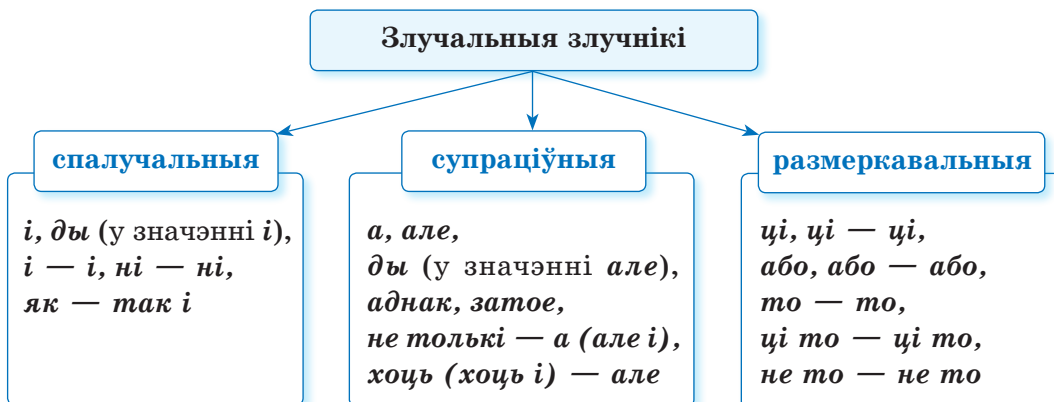 Злучальныя злучнікі
спалучальныя
і, ды (у значэнні і),
і — і, ні — ні,
як — так і
супраціўныя
а, але,
ды (у значэнні але),
аднак, затое,
не толькі — а (але і),
хоць (хоць і) — але
размеркавальныя
ці, ці — ці,
або, або — або,
то — то,
ці то — ці то,
не то — не то